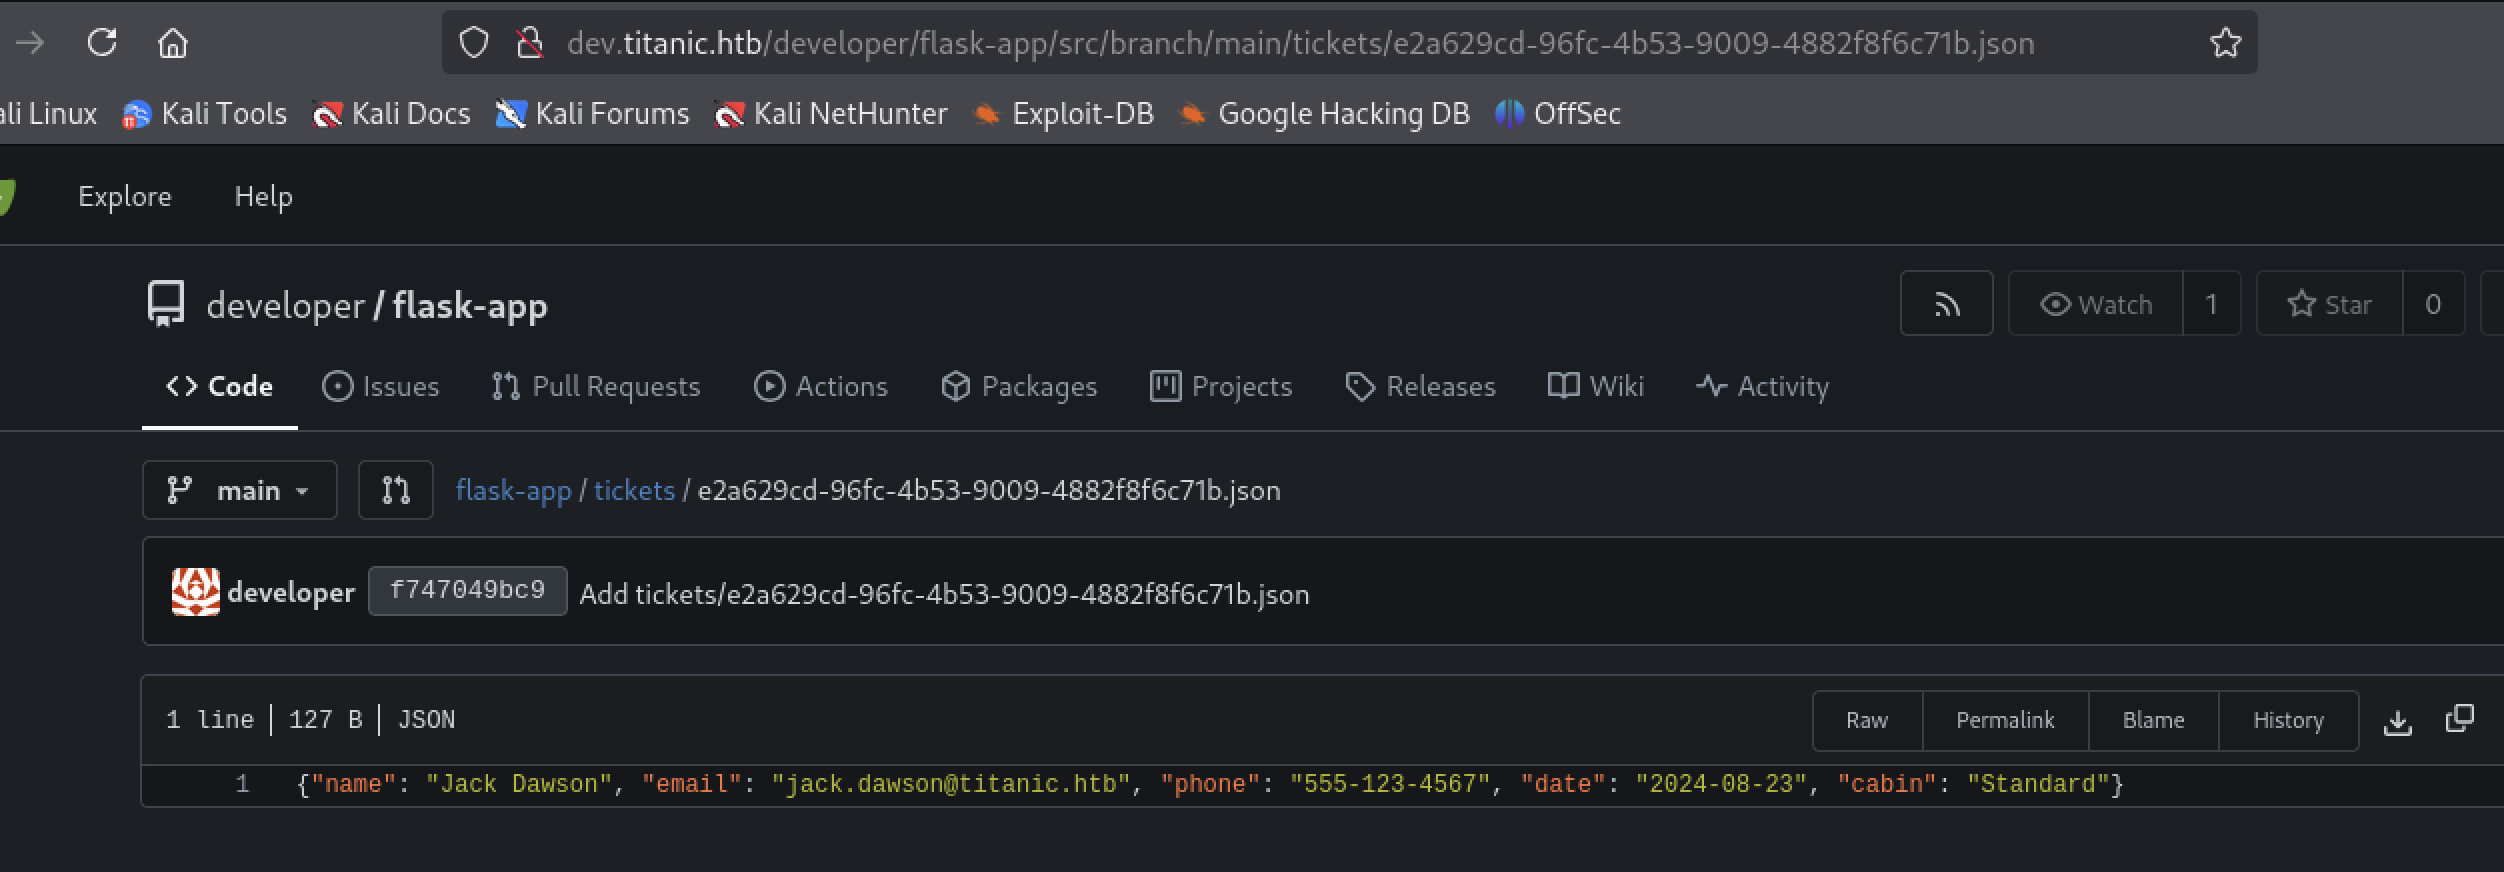 dev.titanic.htb/developer/flask-app/src/branch/main/tickets/e2a629cd-96fc-4b53-9009-4882f8f6c71b.json
ali Linux Kali Tools Kali Docs Kali Forums Kali NetHunter Exploit-DB Google Hacking DB OffSec
Explore Help
developer / flask-app Watch 1 Star 0
Code Issues Pull Requests Actions Packages Projects Releases Wiki Activity
main flask-app / tickets / e2a629cd-96fc-4b53-9009-4882f8f6c71b.json
developer f747049bc9 Add tickets/e2a629cd-96fc-4b53-9009-4882f8f6c71b.json
1 line | 127 B | JSON Raw Permalink Blame History
1 {"name": "Jack Dawson", "email": "jack.dawson@titanic.htb", "phone": "555-123-4567", "date": "2024-08-23", "cabin": "Standard"}